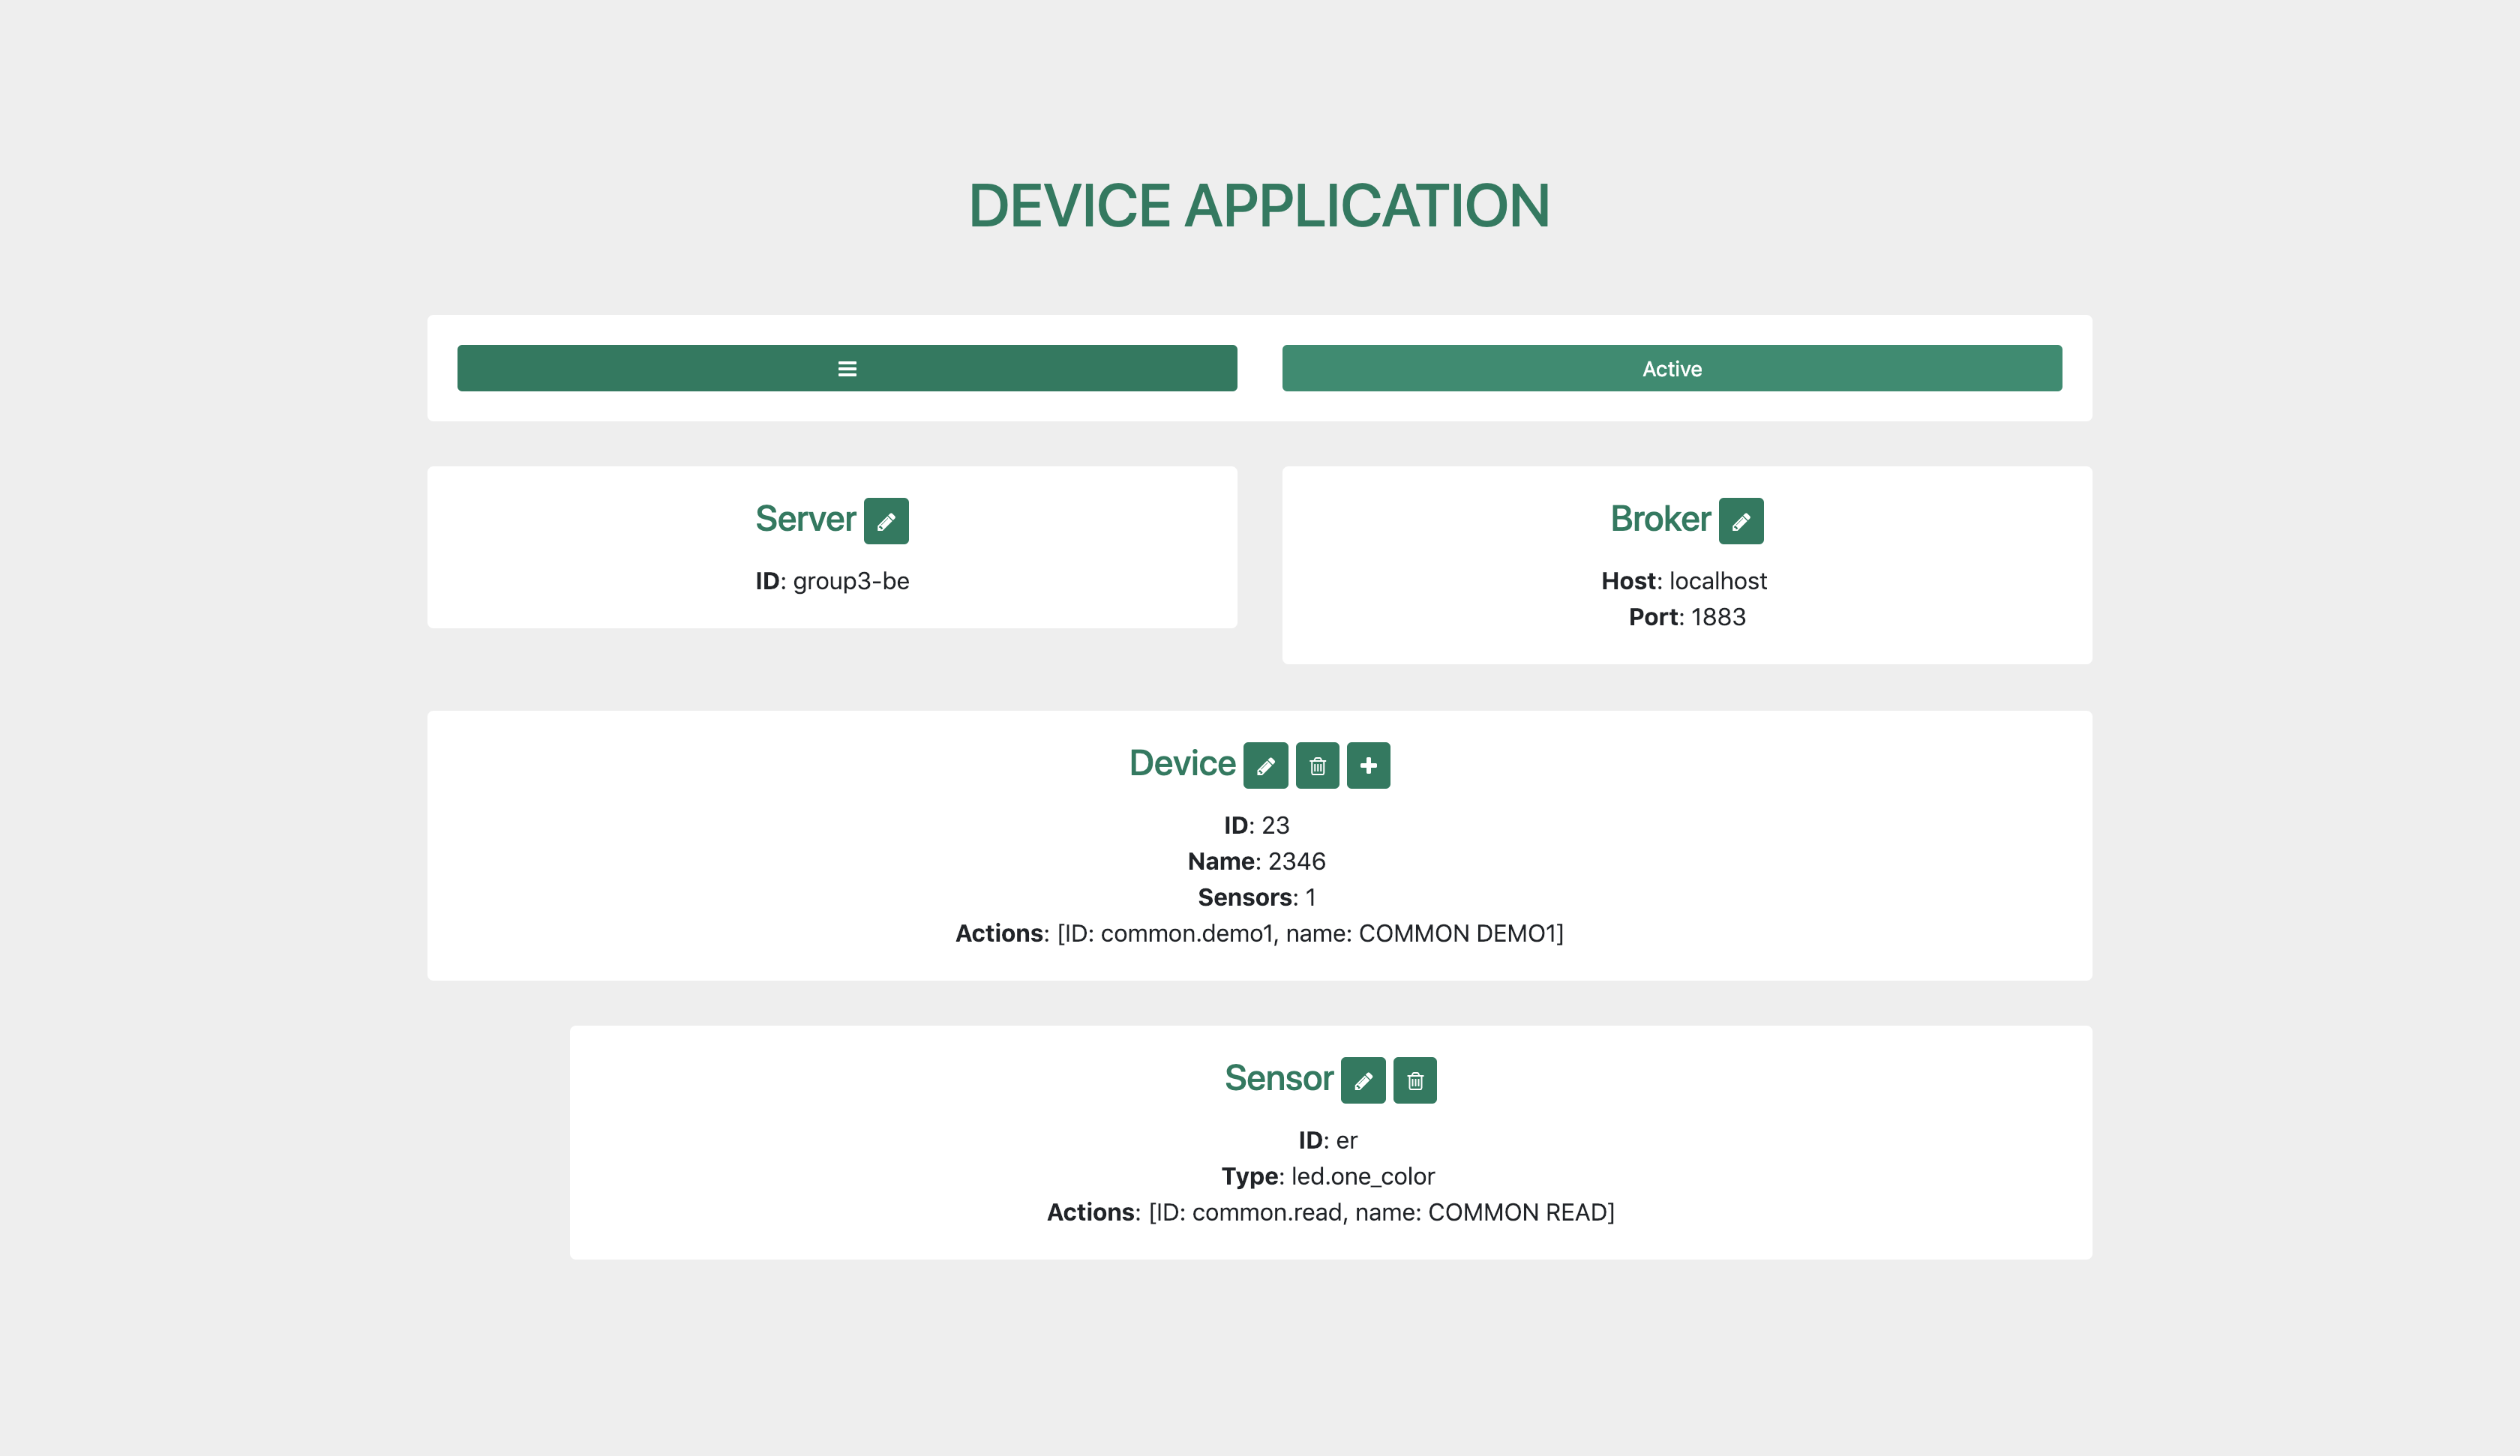 DEVICE APPLICATION
Active
Server
ID: group3-be
Broker
Host: localhost
Port: 1883
Device
ID: 23
Name: 2346
Sensors: 1
Actions: [ID: common.demo1, name: COMMON DEMO1]
Sensor
ID: er
Type: led.one_color
Actions: [ID: common.read, name: COMMON READ]